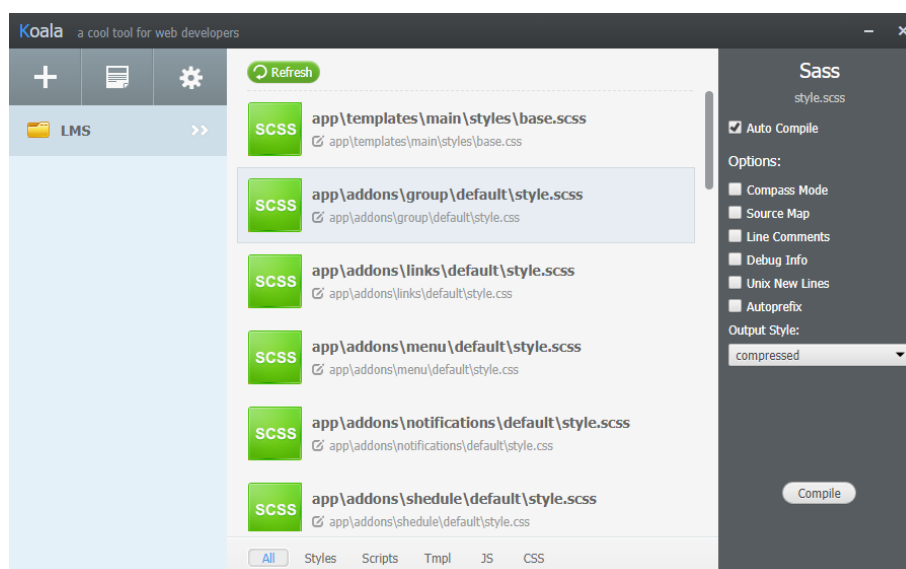 Koala a cool tool for web developers
LMS
Refresh
SCSS
app\templates\main\styles\base.scss
app\templates\main\styles\base.css
SCSS
app\addons\group\default\style.scss
app\addons\group\default\style.css
SCSS
app\addons\links\default\style.scss
app\addons\links\default\style.css
SCSS
app\addons\menu\default\style.scss
app\addons\menu\default\style.css
SCSS
app\addons\notifications\default\style.scss
app\addons\notifications\default\style.css
SCSS
app\addons\shedule\default\style.scss
app\addons\shedule\default\style.css
All Styles Scripts Tmpl JS CSS
Sass
style.scss
Auto Compile
Options:
Compass Mode
Source Map
Line Comments
Debug Info
Unix New Lines
Autoprefix
Output Style:
compressed
Compile